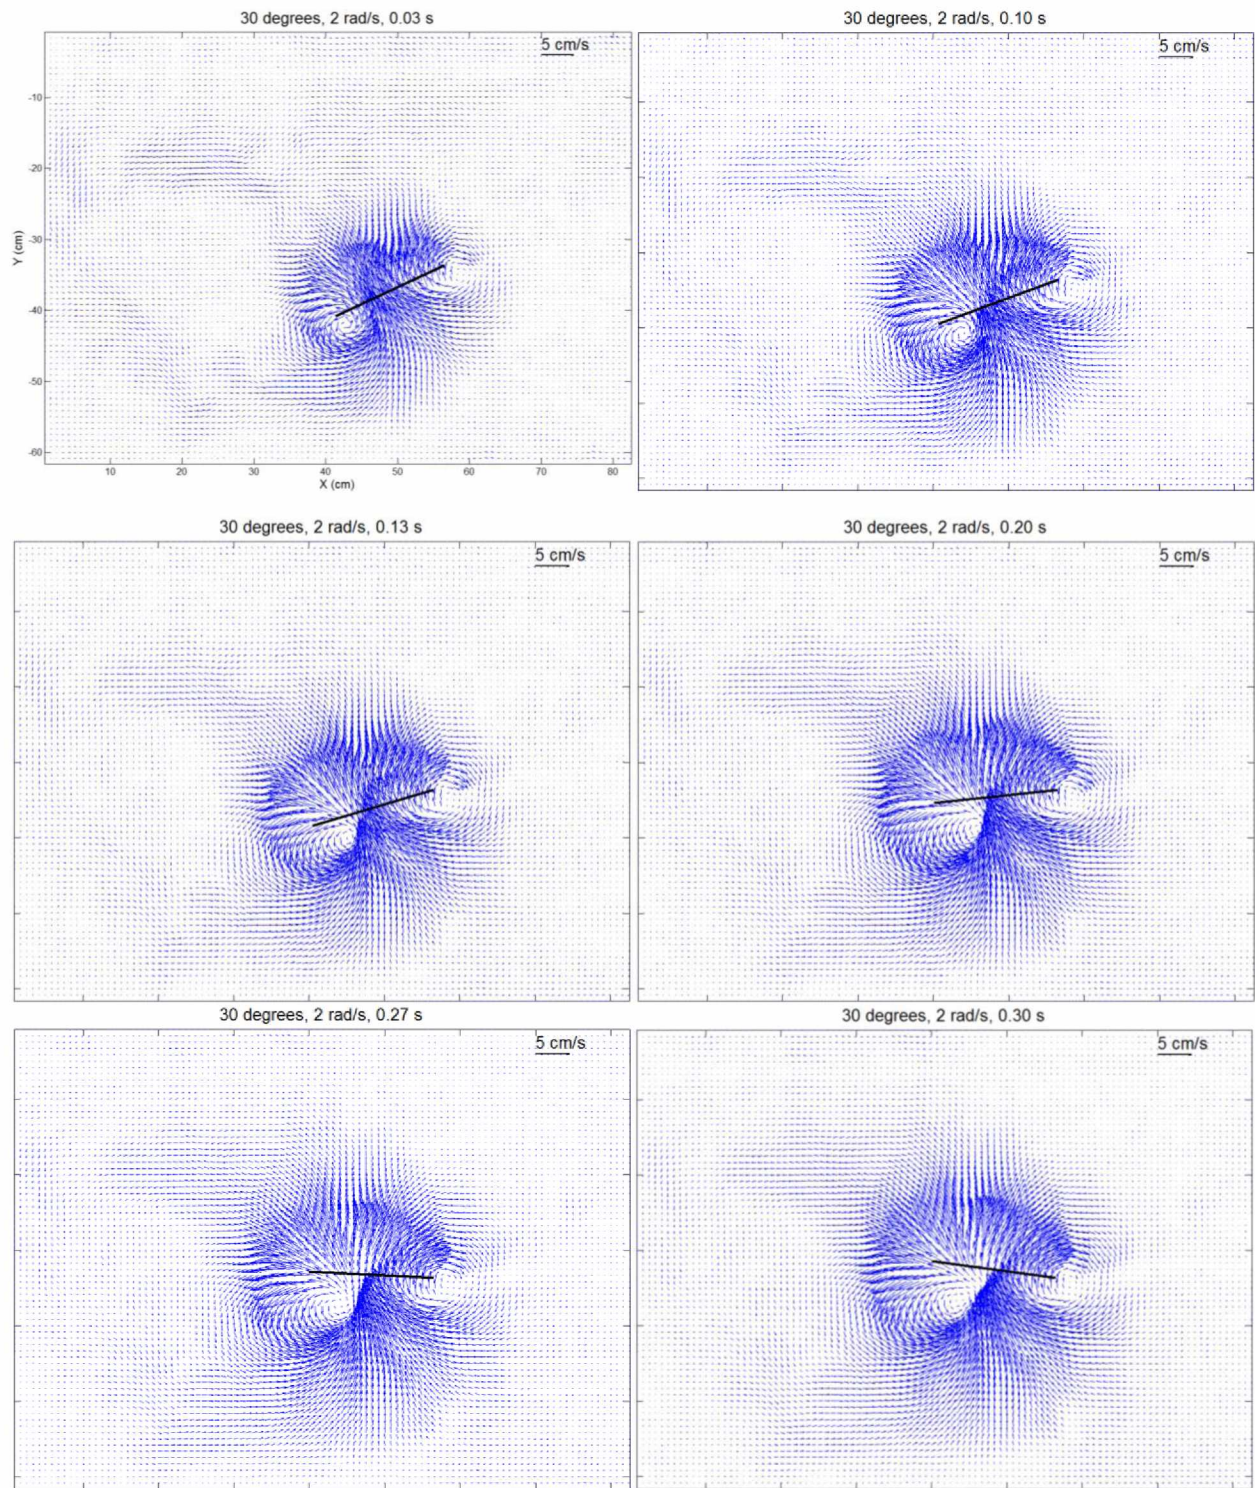 30 degrees, 2 rad/s, 0.03 s
5 cm/s
-10
-20
-30
-40
-50
-60
Y (cm)
10 20 30 40 50 60 70 80
X (cm)
30 degrees, 2 rad/s, 0.10 s
5 cm/s
30 degrees, 2 rad/s, 0.13 s
5 cm/s
30 degrees, 2 rad/s, 0.20 s
5 cm/s
30 degrees, 2 rad/s, 0.27 s
5 cm/s
30 degrees, 2 rad/s, 0.30 s
5 cm/s